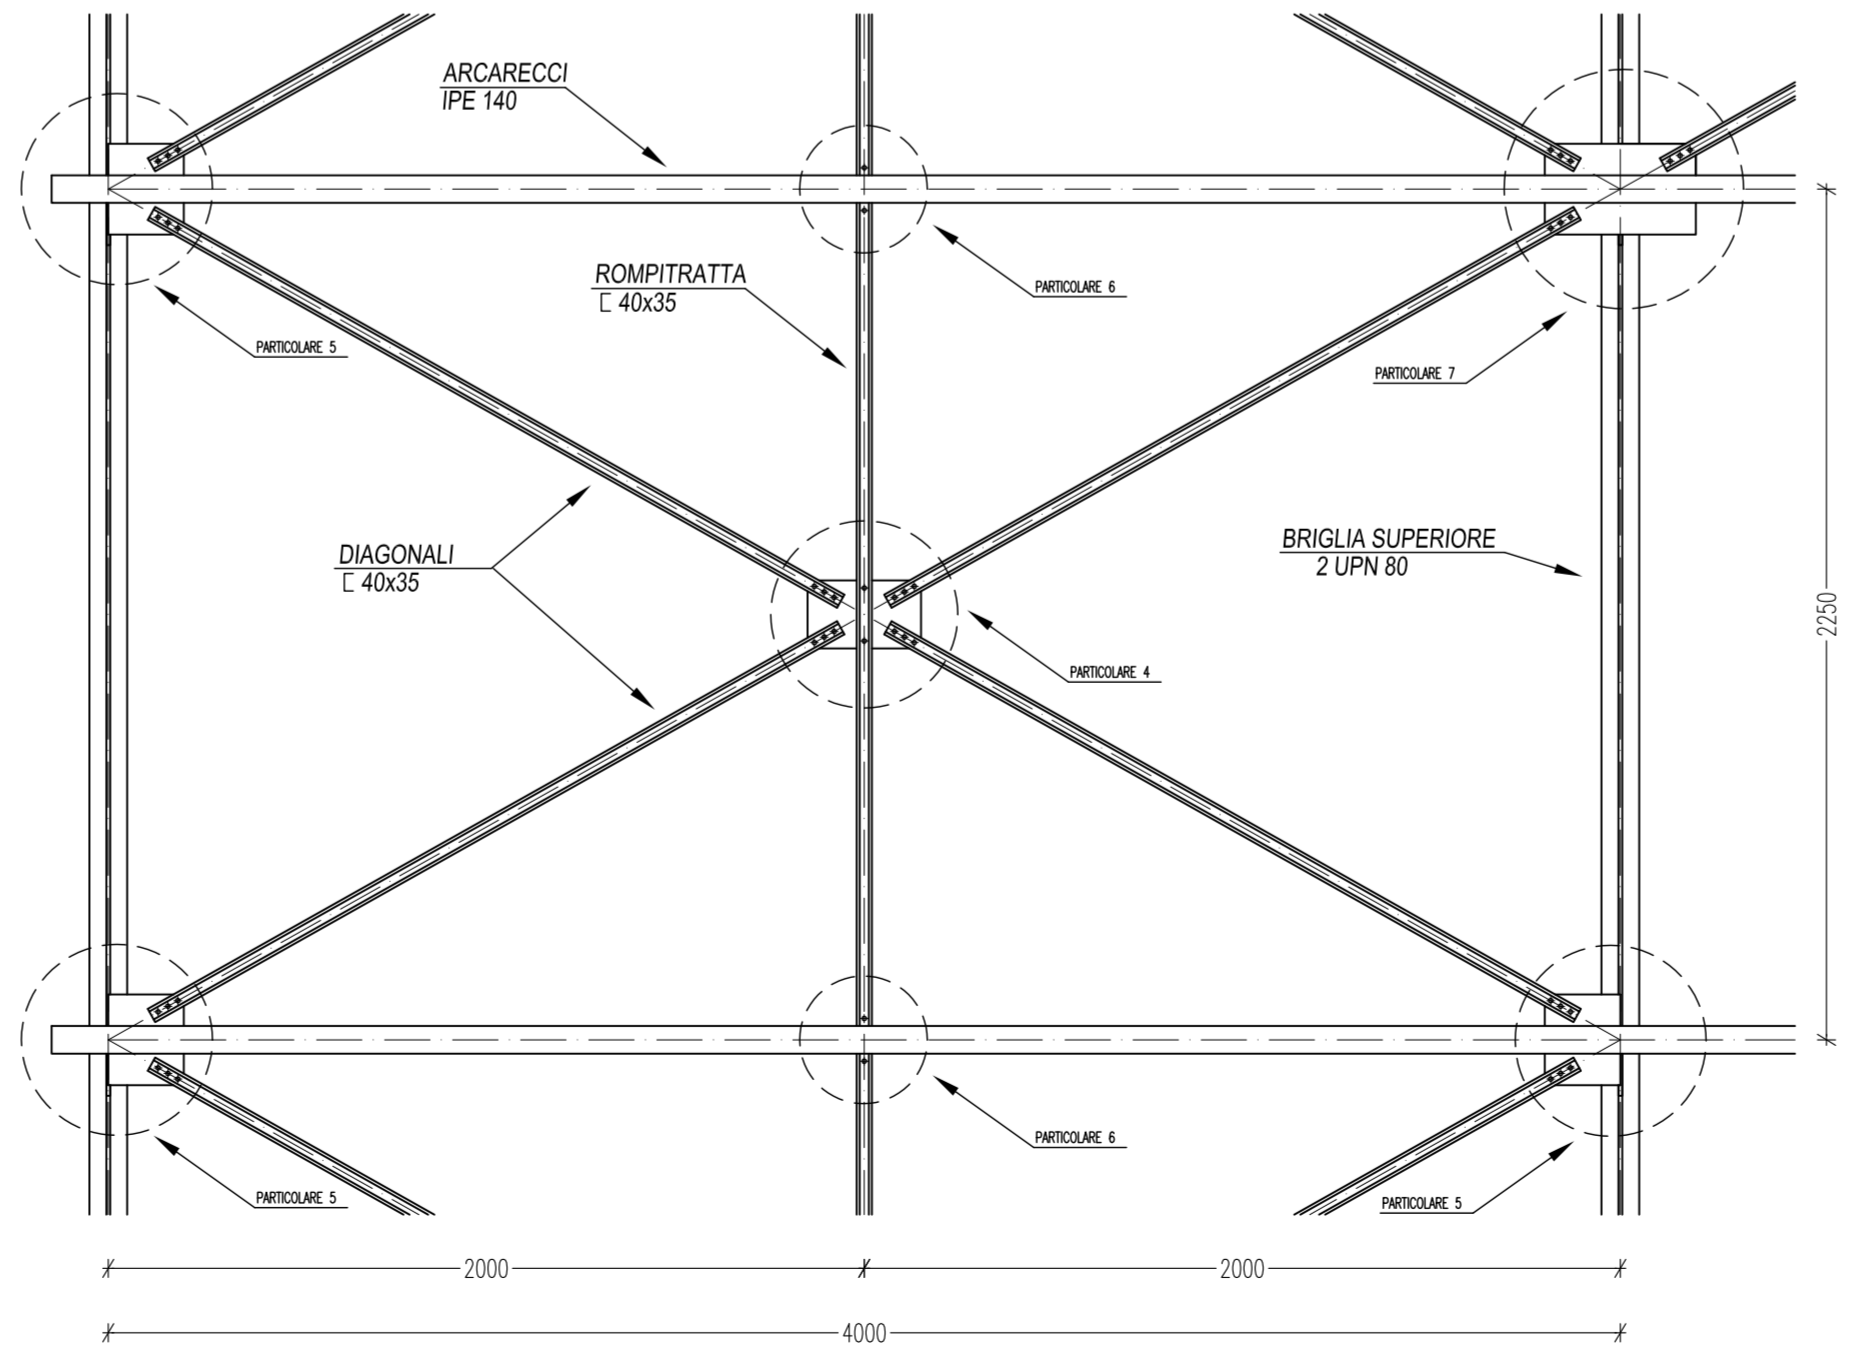 ARCARECCI
IPE 140
ROMPITRATTA
[ 40x35
PARTICOLARE 6
PARTICOLARE 5
PARTICOLARE 7
DIAGONALI
[ 40x35
BRIGLIA SUPERIORE
2 UPN 80
2250
PARTICOLARE 4
PARTICOLARE 6
PARTICOLARE 5
PARTICOLARE 5
2000
2000
4000